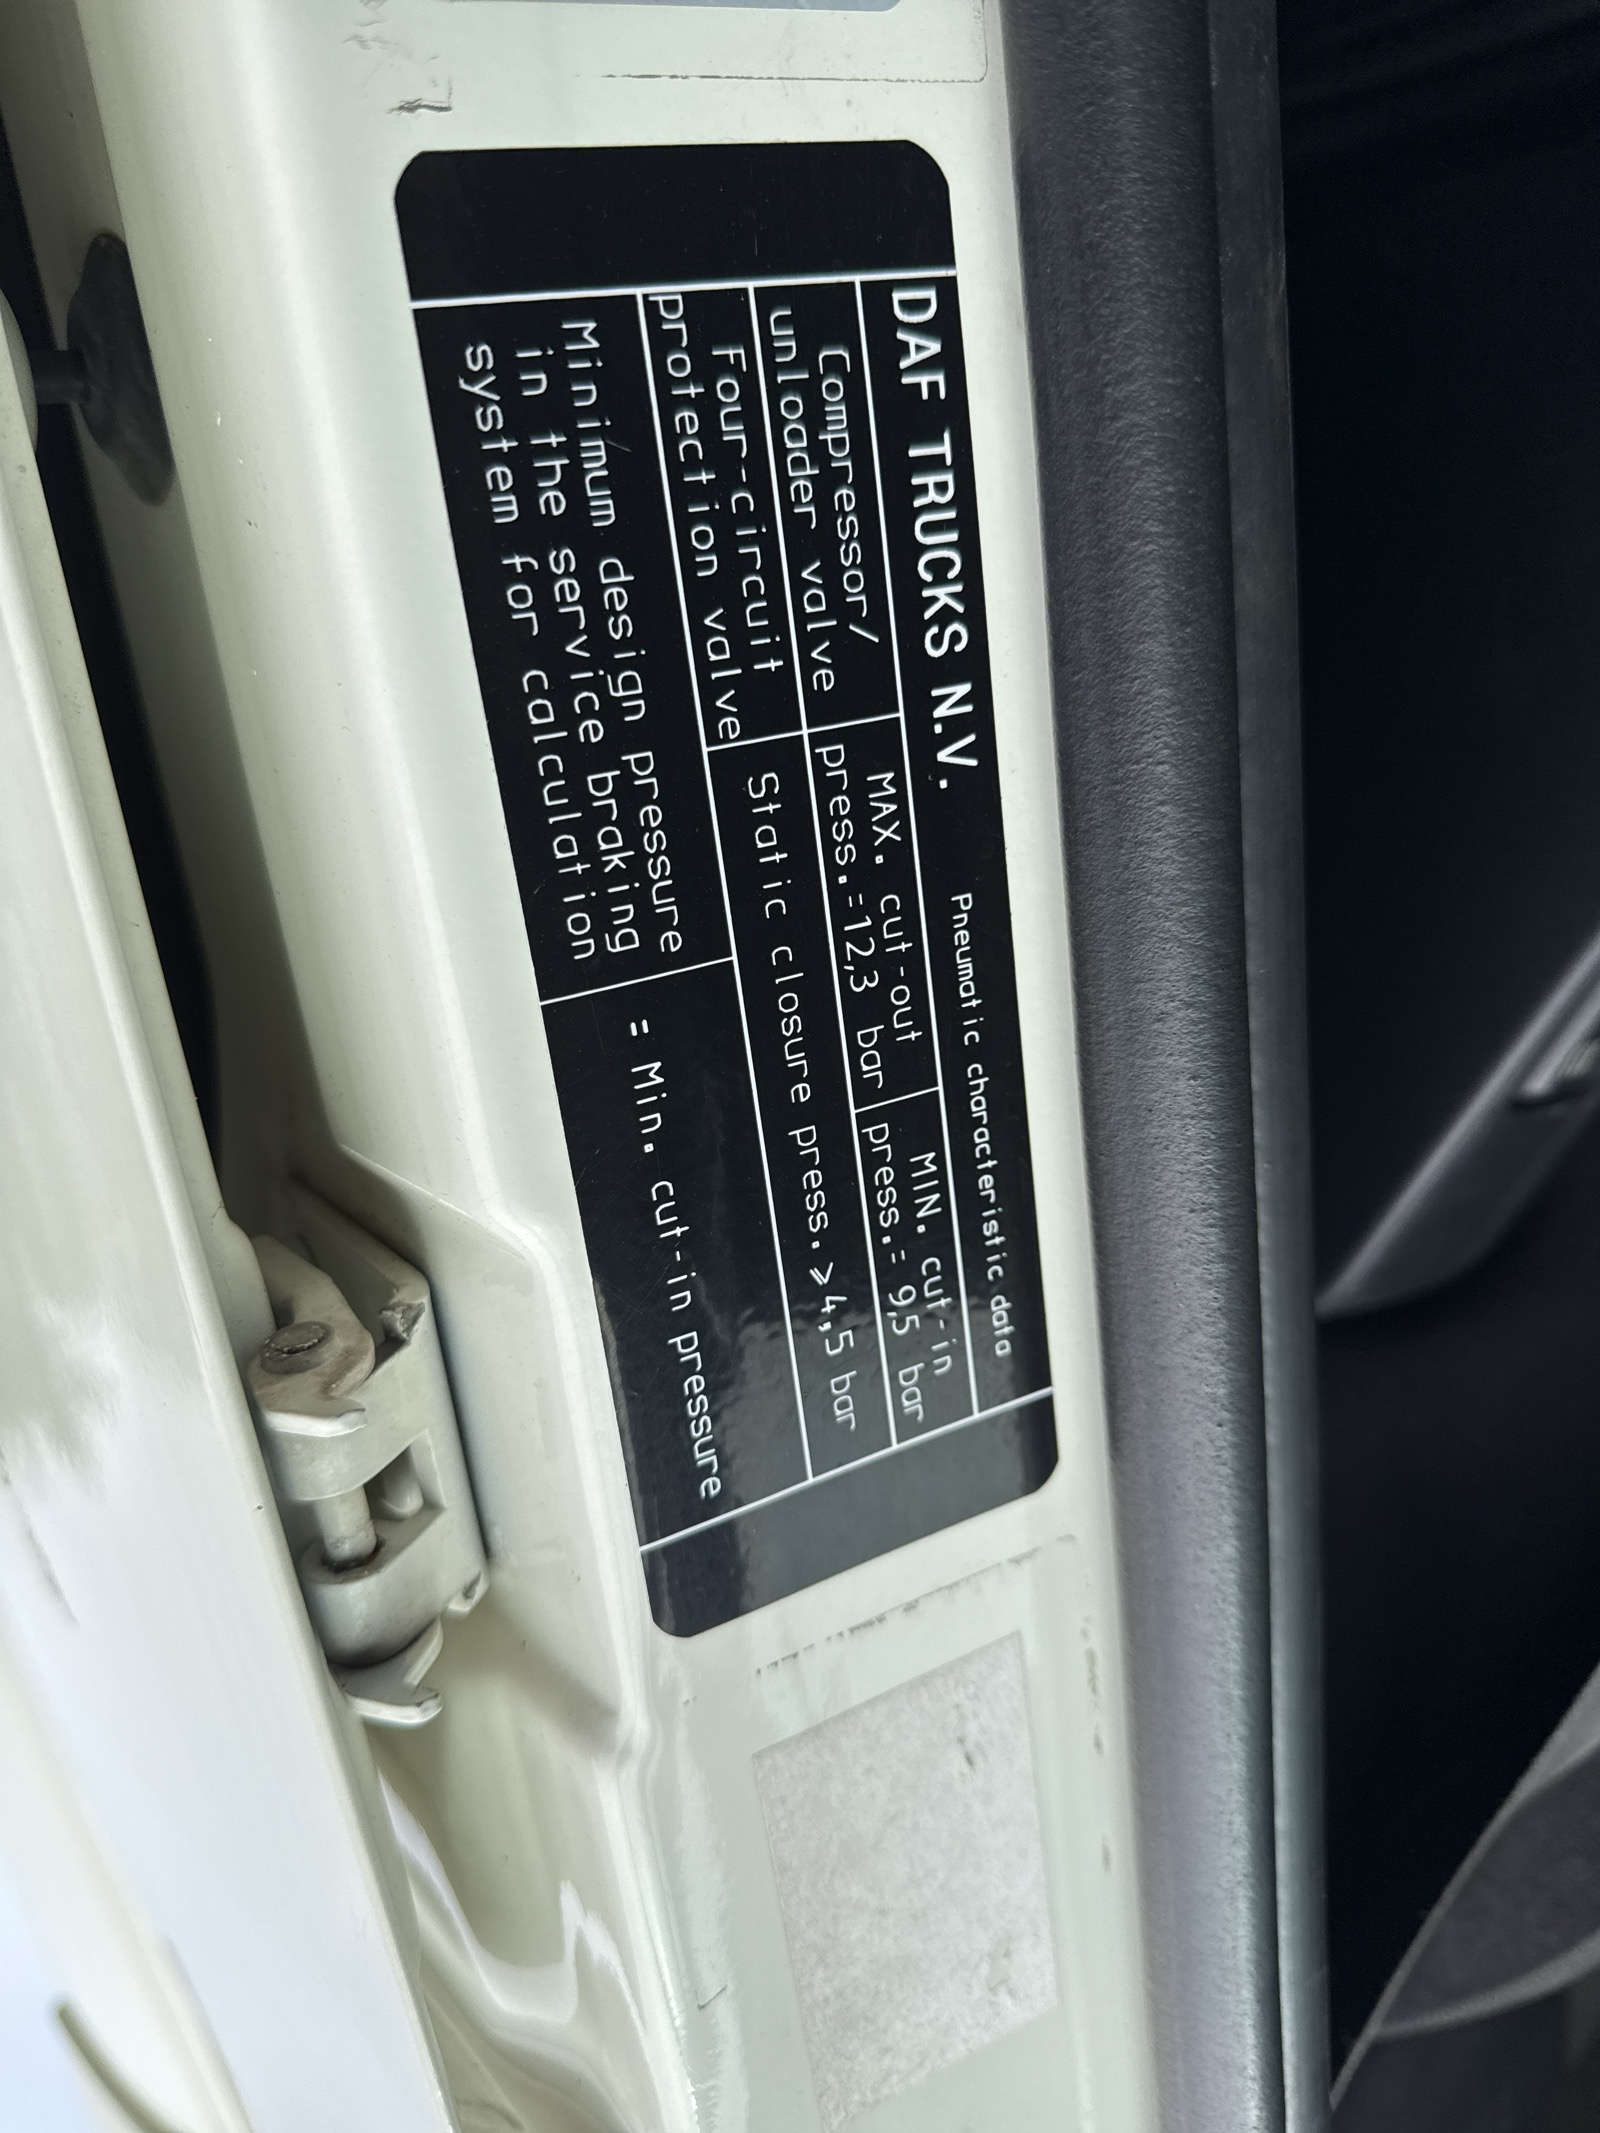 DAF TRUCKS N.V. Pneumatic characteristic data
Compressor/
unloader valve
MAX. cut-out
press.=12,3 bar
MIN. cut-in
press.= 9,5 bar
Four-circuit
protection valve
Static closure press. ⩾4,5 bar
Minimum design pressure
in the service braking
system for calculation
= Min. cut-in pressure